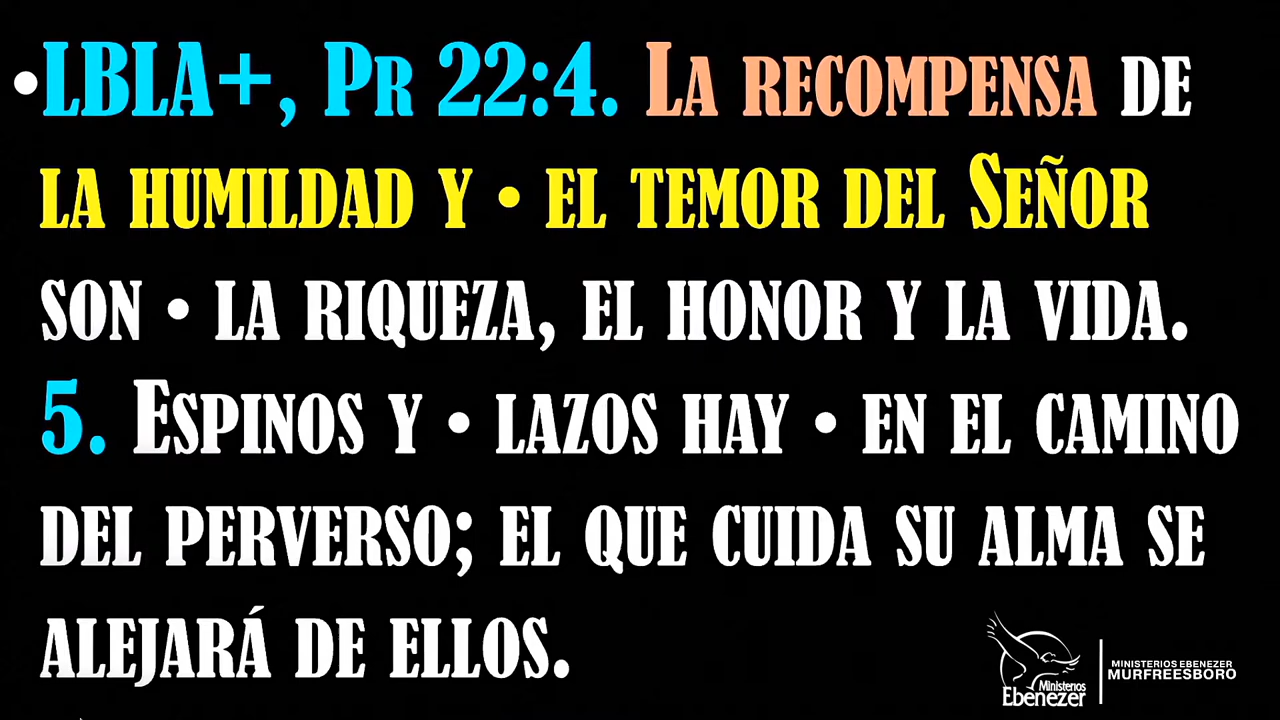 •LBLA+, Pr 22:4. La recompensa de
la humildad y • el temor del Señor
son • la riqueza, el honor y la vida.
5. Espinos y • lazos hay • en el camino
del perverso; el que cuida su alma se
alejará de ellos.
Ministerios
Ebenezer
MINISTERIOS EBENEZER
MURFREESBORO